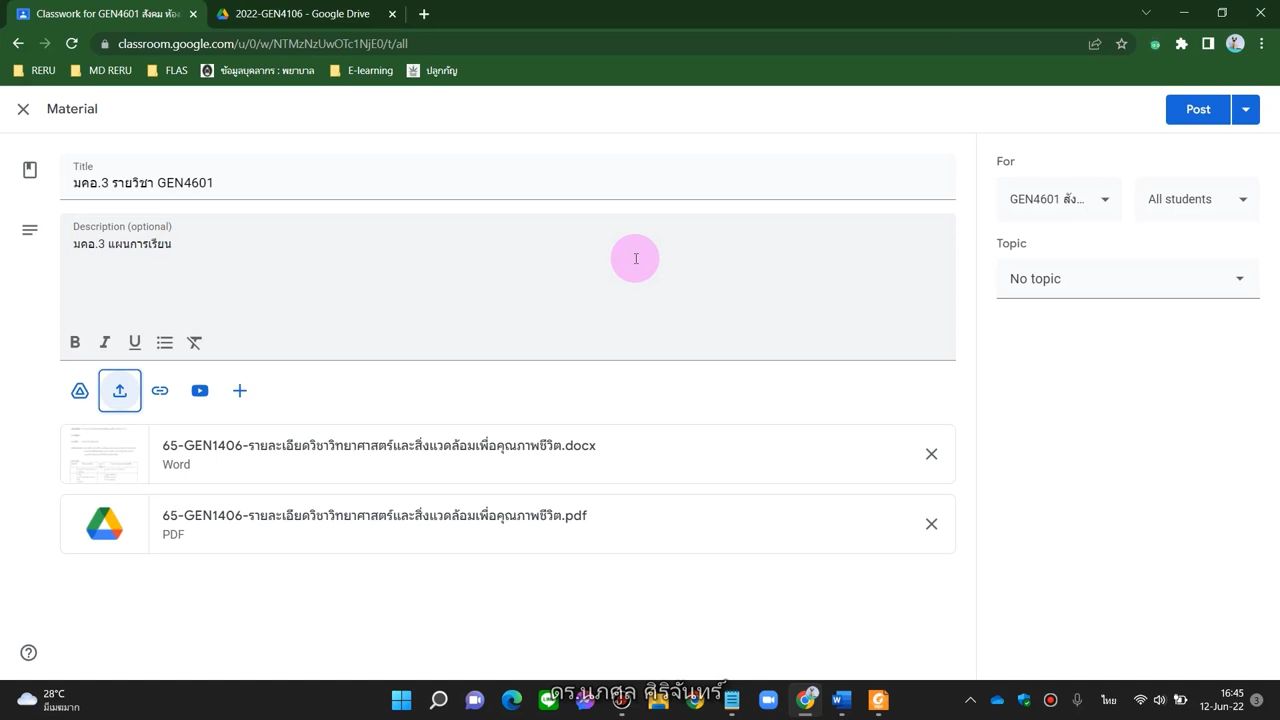 Classwork for GEN4601 สังคม ห้อง
2022-GEN4106 - Google Drive
classroom.google.com/u/0/w/NTMzNzUwOTc1NjE0/t/all
RERU
MD RERU
FLAS
ข้อมูลบุคลากร : พยาบาล
E-learning
ปลูกกัญ
Material
Post
Title
มคอ.3 รายวิชา GEN4601
Description (optional)
มคอ.3 แผนการเรียน
B I U
65-GEN1406-รายละเอียดวิชาวิทยาศาสตร์และสิ่งแวดล้อมเพื่อคุณภาพชีวิต.docx
Word
65-GEN1406-รายละเอียดวิชาวิทยาศาสตร์และสิ่งแวดล้อมเพื่อคุณภาพชีวิต.pdf
PDF
For
GEN4601 สัง...
All students
Topic
No topic
28°C
มีเมฆมาก
ดร.นภศูล ศิริจันทร์
ไทย
16:45
12-Jun-22
3